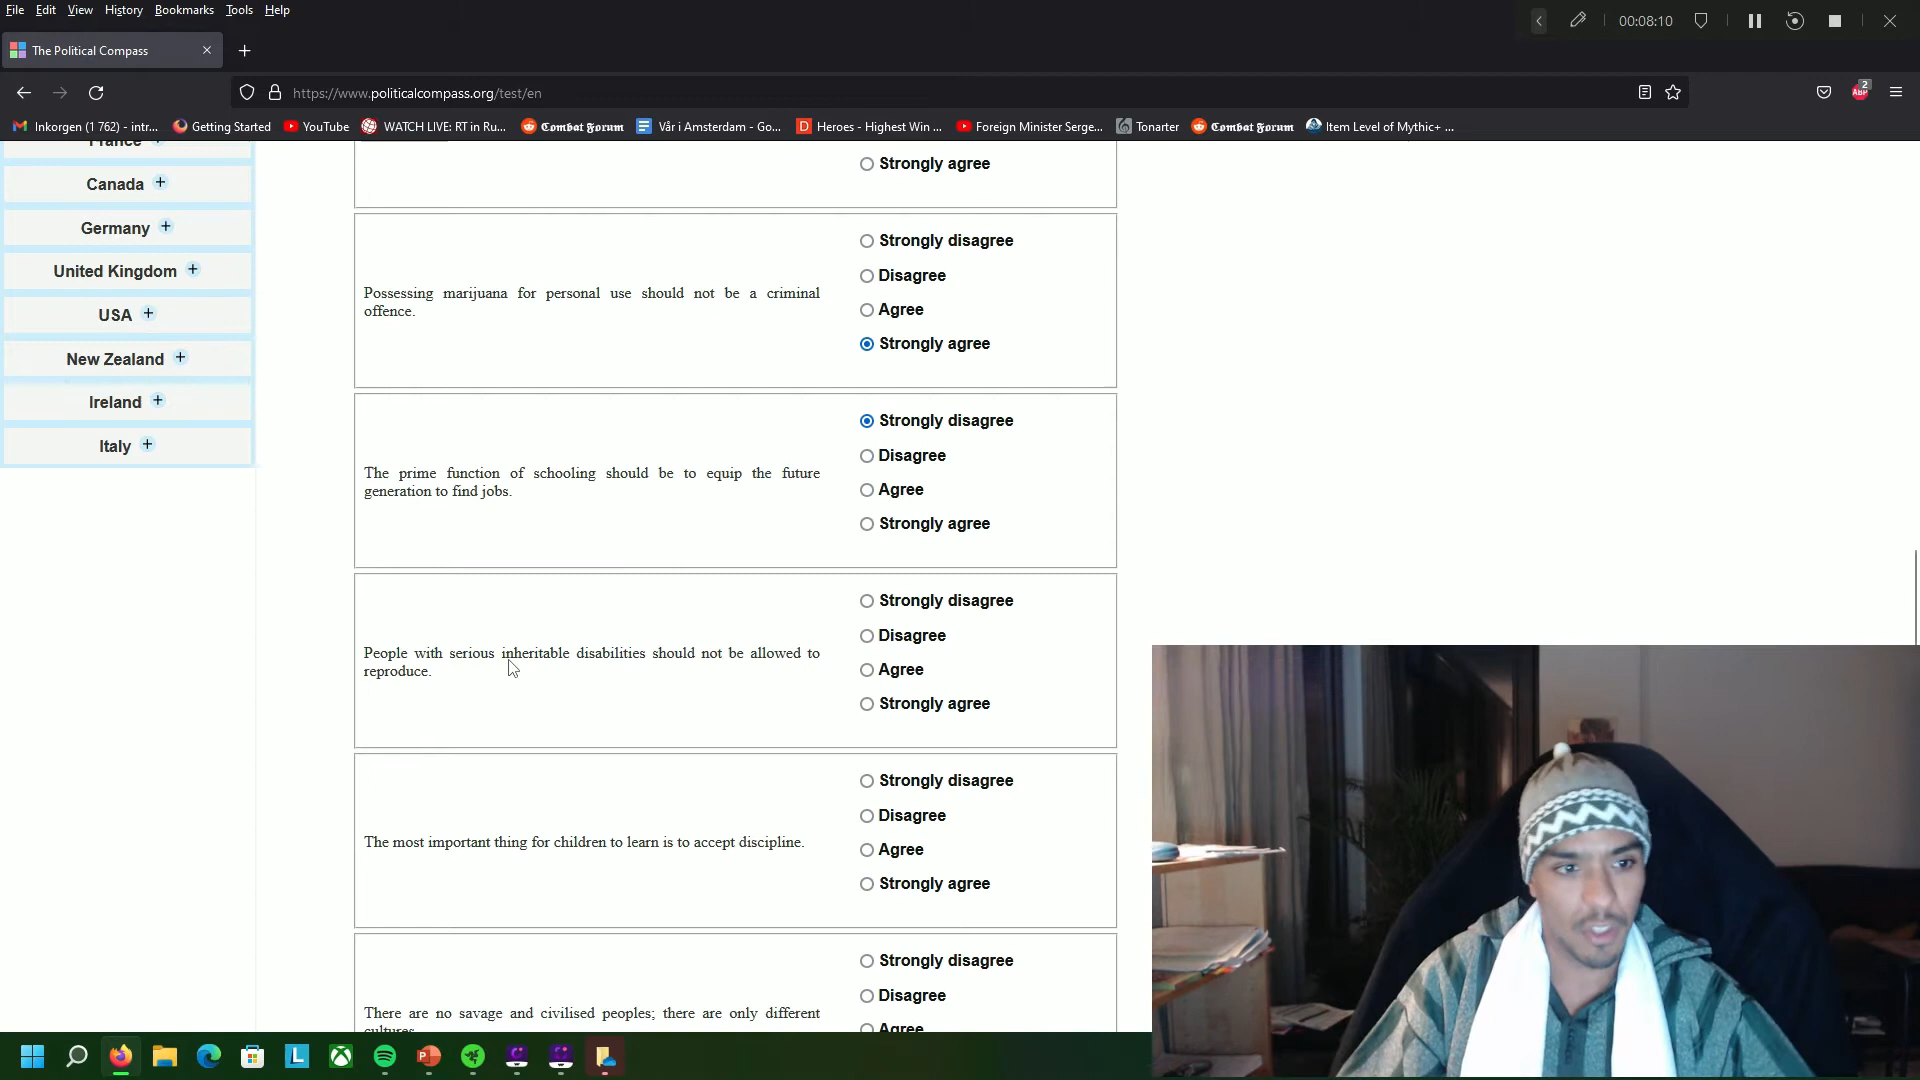 File Edit View History Bookmarks Tools Help
00:08:10
The Political Compass
https://www.politicalcompass.org/test/en
2
ABP
Inkorgen (1 762) - intr...
Getting Started
YouTube
WATCH LIVE: RT in Ru...
Combat Forum
Vår i Amsterdam - Go...
Heroes - Highest Win ...
Foreign Minister Serge...
Tonarter
Combat Forum
Item Level of Mythic+ ...
France +
Canada +
Germany +
United Kingdom +
USA +
New Zealand +
Ireland +
Italy +
Strongly agree
Possessing marijuana for personal use should not be a criminal
offence.
Strongly disagree
Disagree
Agree
Strongly agree
The prime function of schooling should be to equip the future
generation to find jobs.
Strongly disagree
Disagree
Agree
Strongly agree
People with serious inheritable disabilities should not be allowed to
reproduce.
Strongly disagree
Disagree
Agree
Strongly agree
The most important thing for children to learn is to accept discipline.
Strongly disagree
Disagree
Agree
Strongly agree
There are no savage and civilised peoples; there are only different
cultures.
Strongly disagree
Disagree
Agree